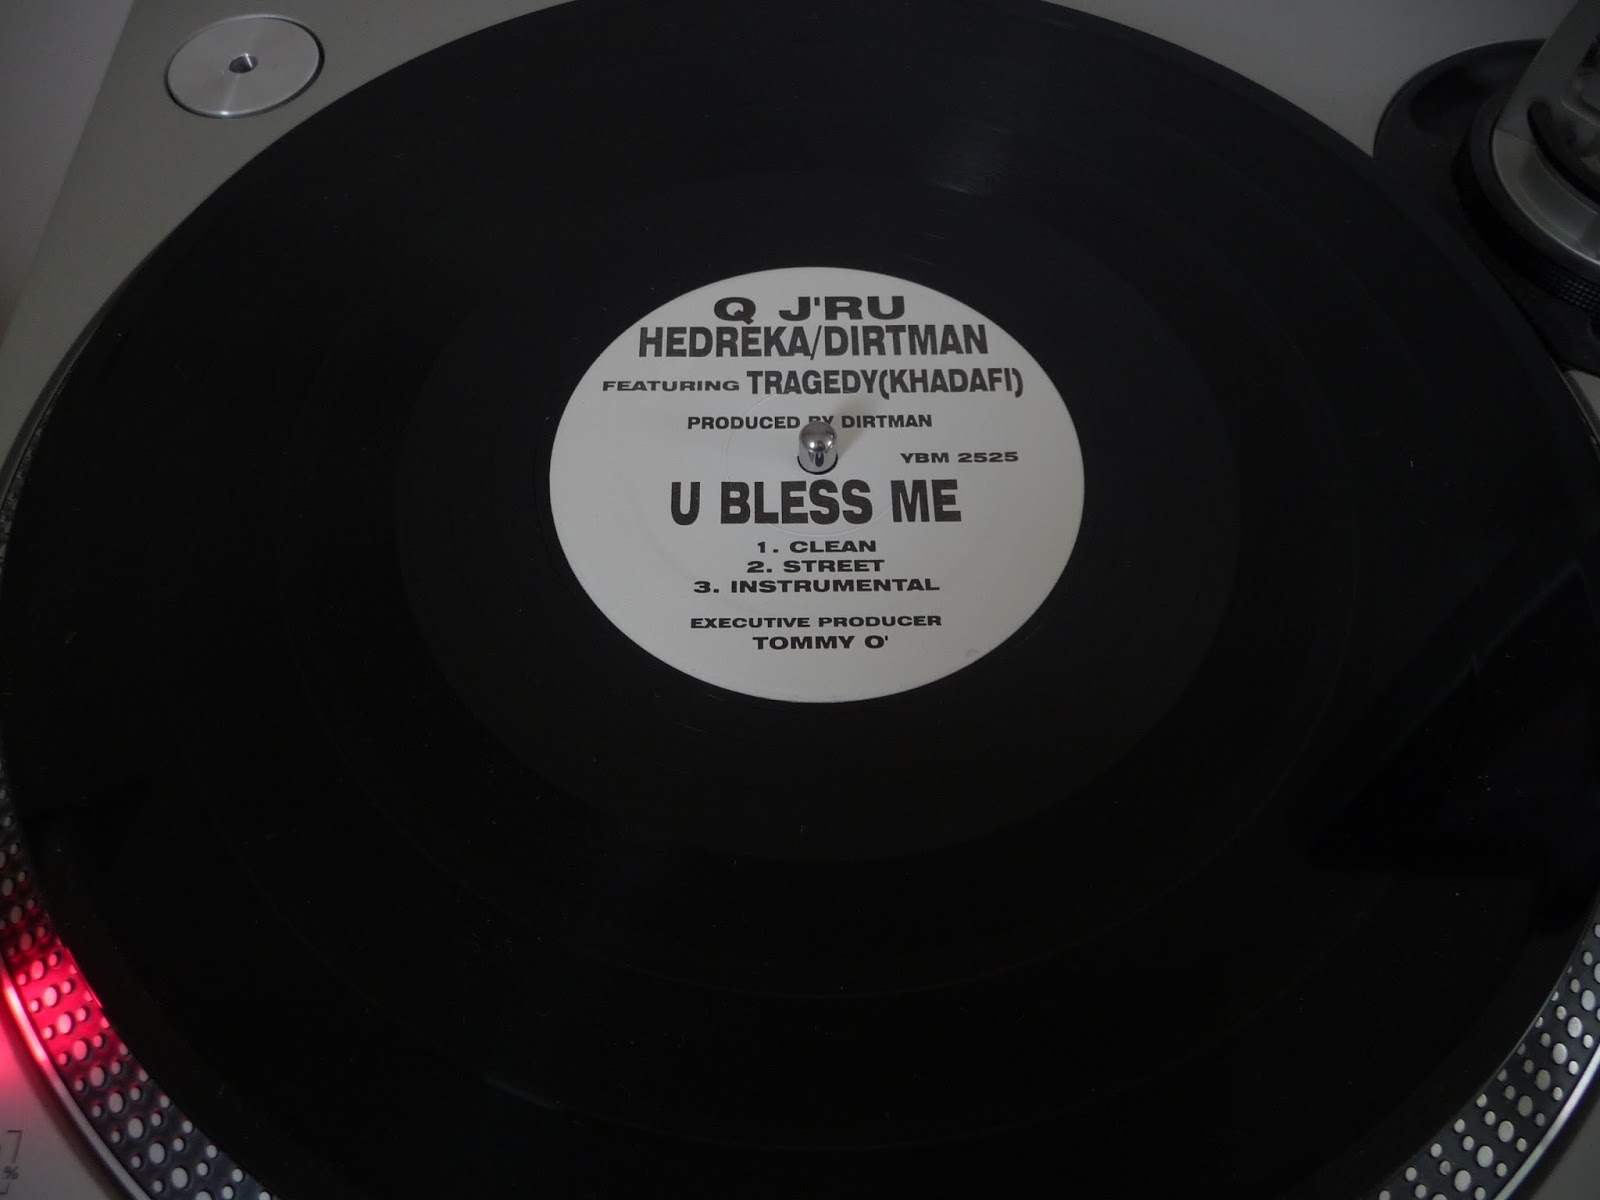 Q J'RU
HEDREKA/DIRTMAN
FEATURING TRAGEDY(KHADAFI)
PRODUCED BY DIRTMAN
YBM 2525
U BLESS ME
1. CLEAN
2. STREET
3. INSTRUMENTAL
EXECUTIVE PRODUCER
TOMMY O'
%